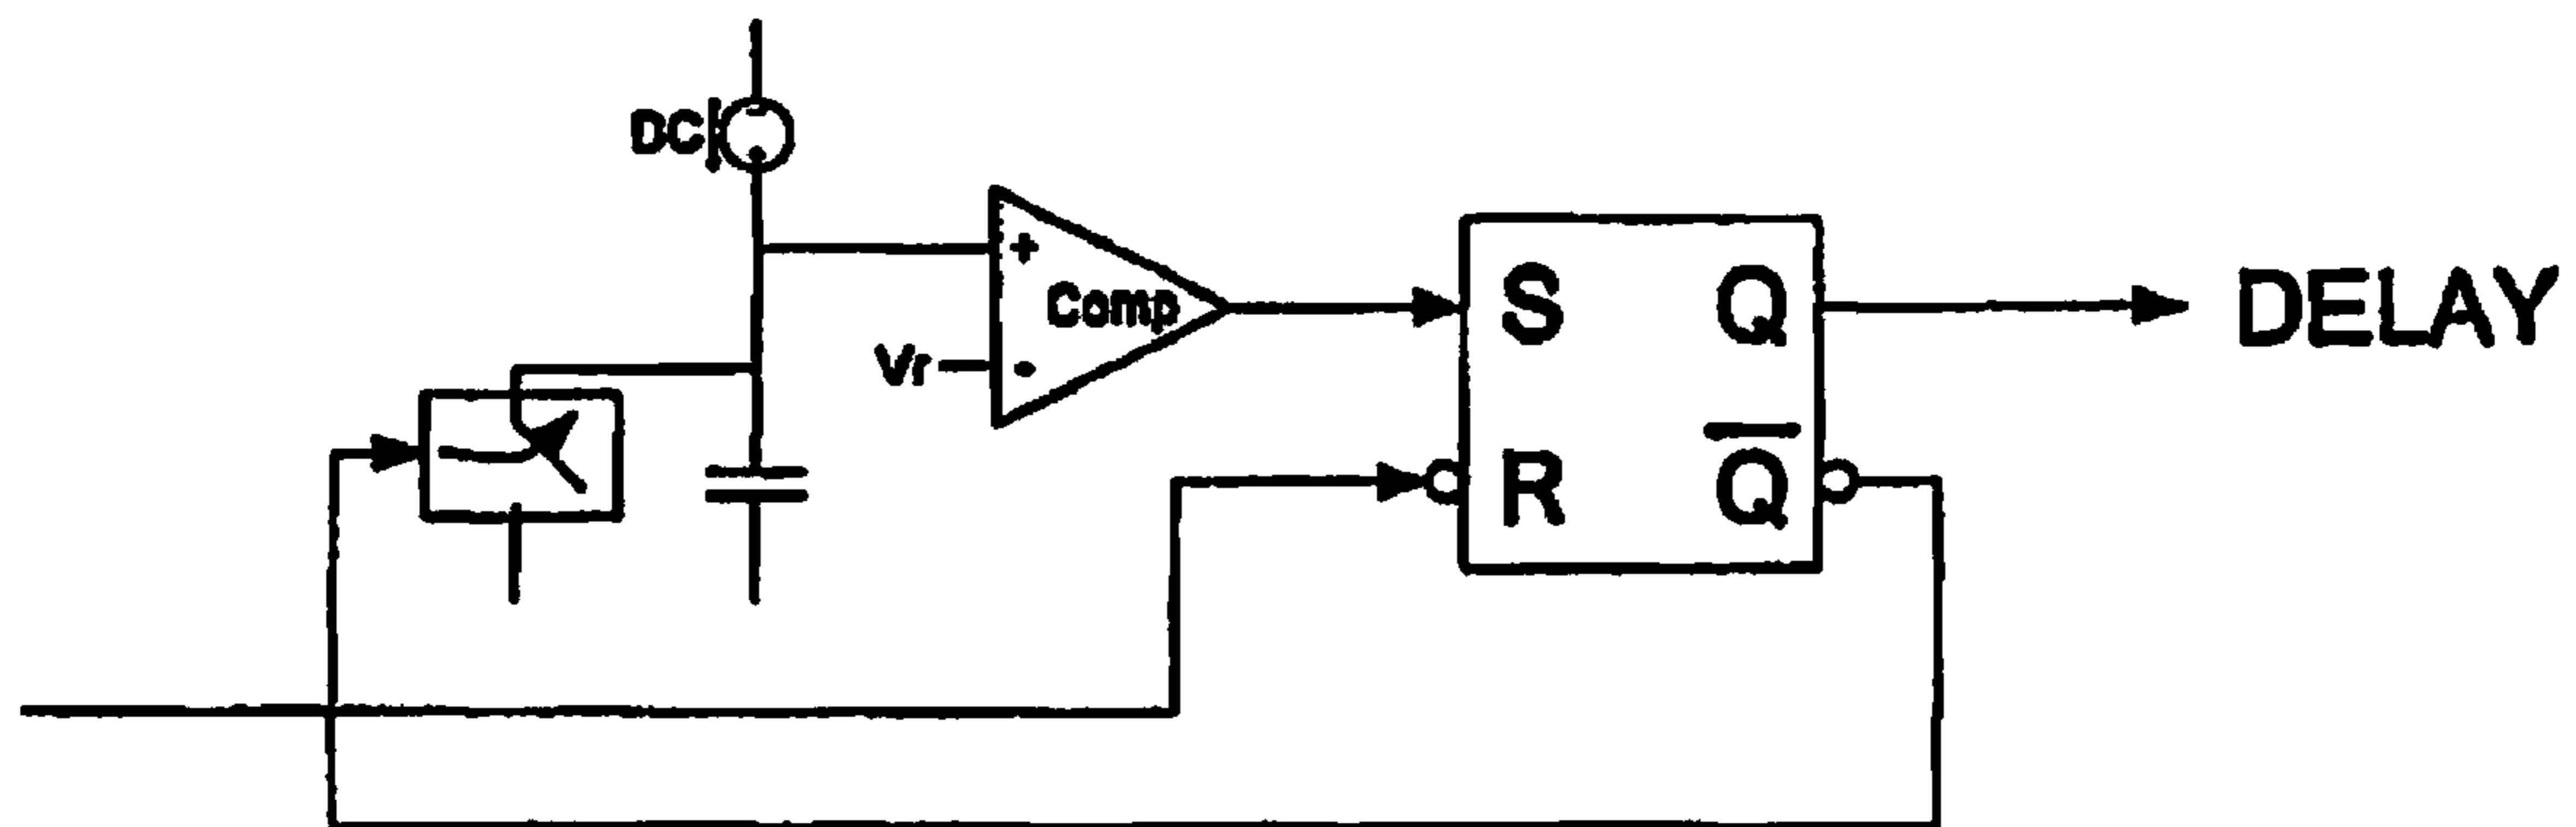 DC
+
Comp
Vr
-
S Q
DELAY
R Q̅